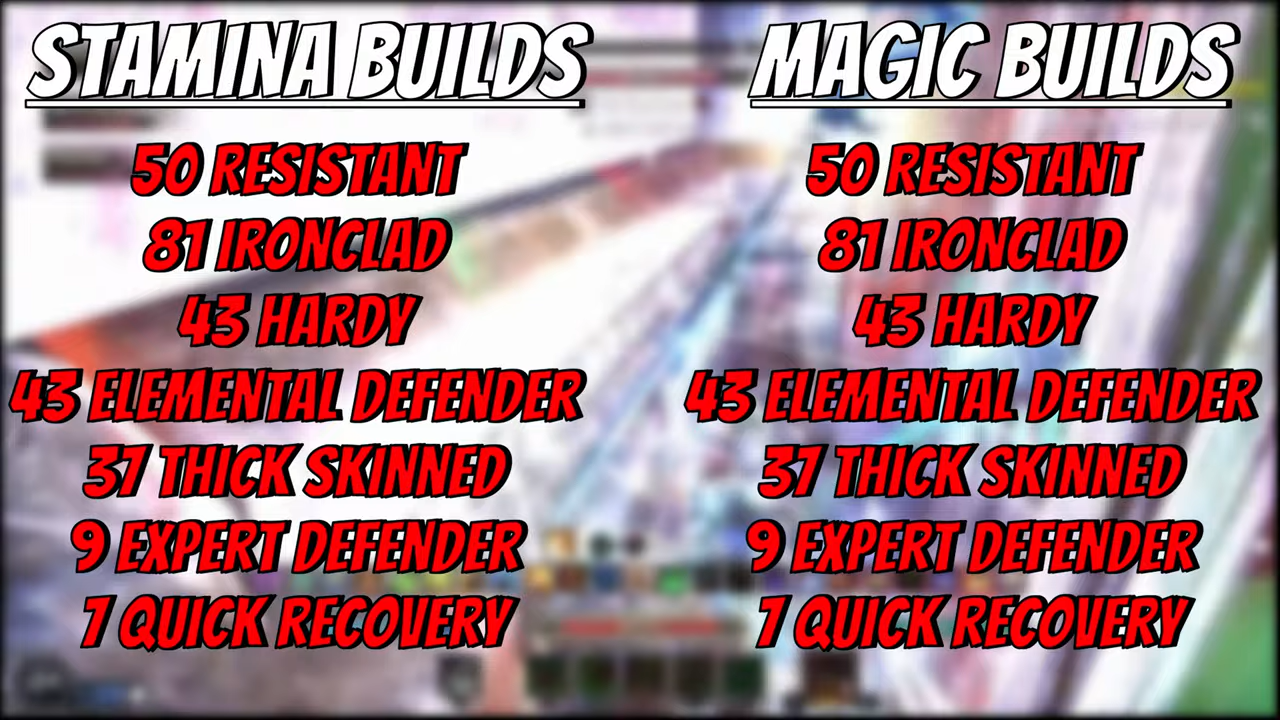 STAMINA BUILDS
50 RESISTANT
81 IRONCLAD
43 HARDY
43 ELEMENTAL DEFENDER
37 THICK SKINNED
9 EXPERT DEFENDER
7 QUICK RECOVERY
MAGIC BUILDS
50 RESISTANT
81 IRONCLAD
43 HARDY
43 ELEMENTAL DEFENDER
37 THICK SKINNED
9 EXPERT DEFENDER
7 QUICK RECOVERY